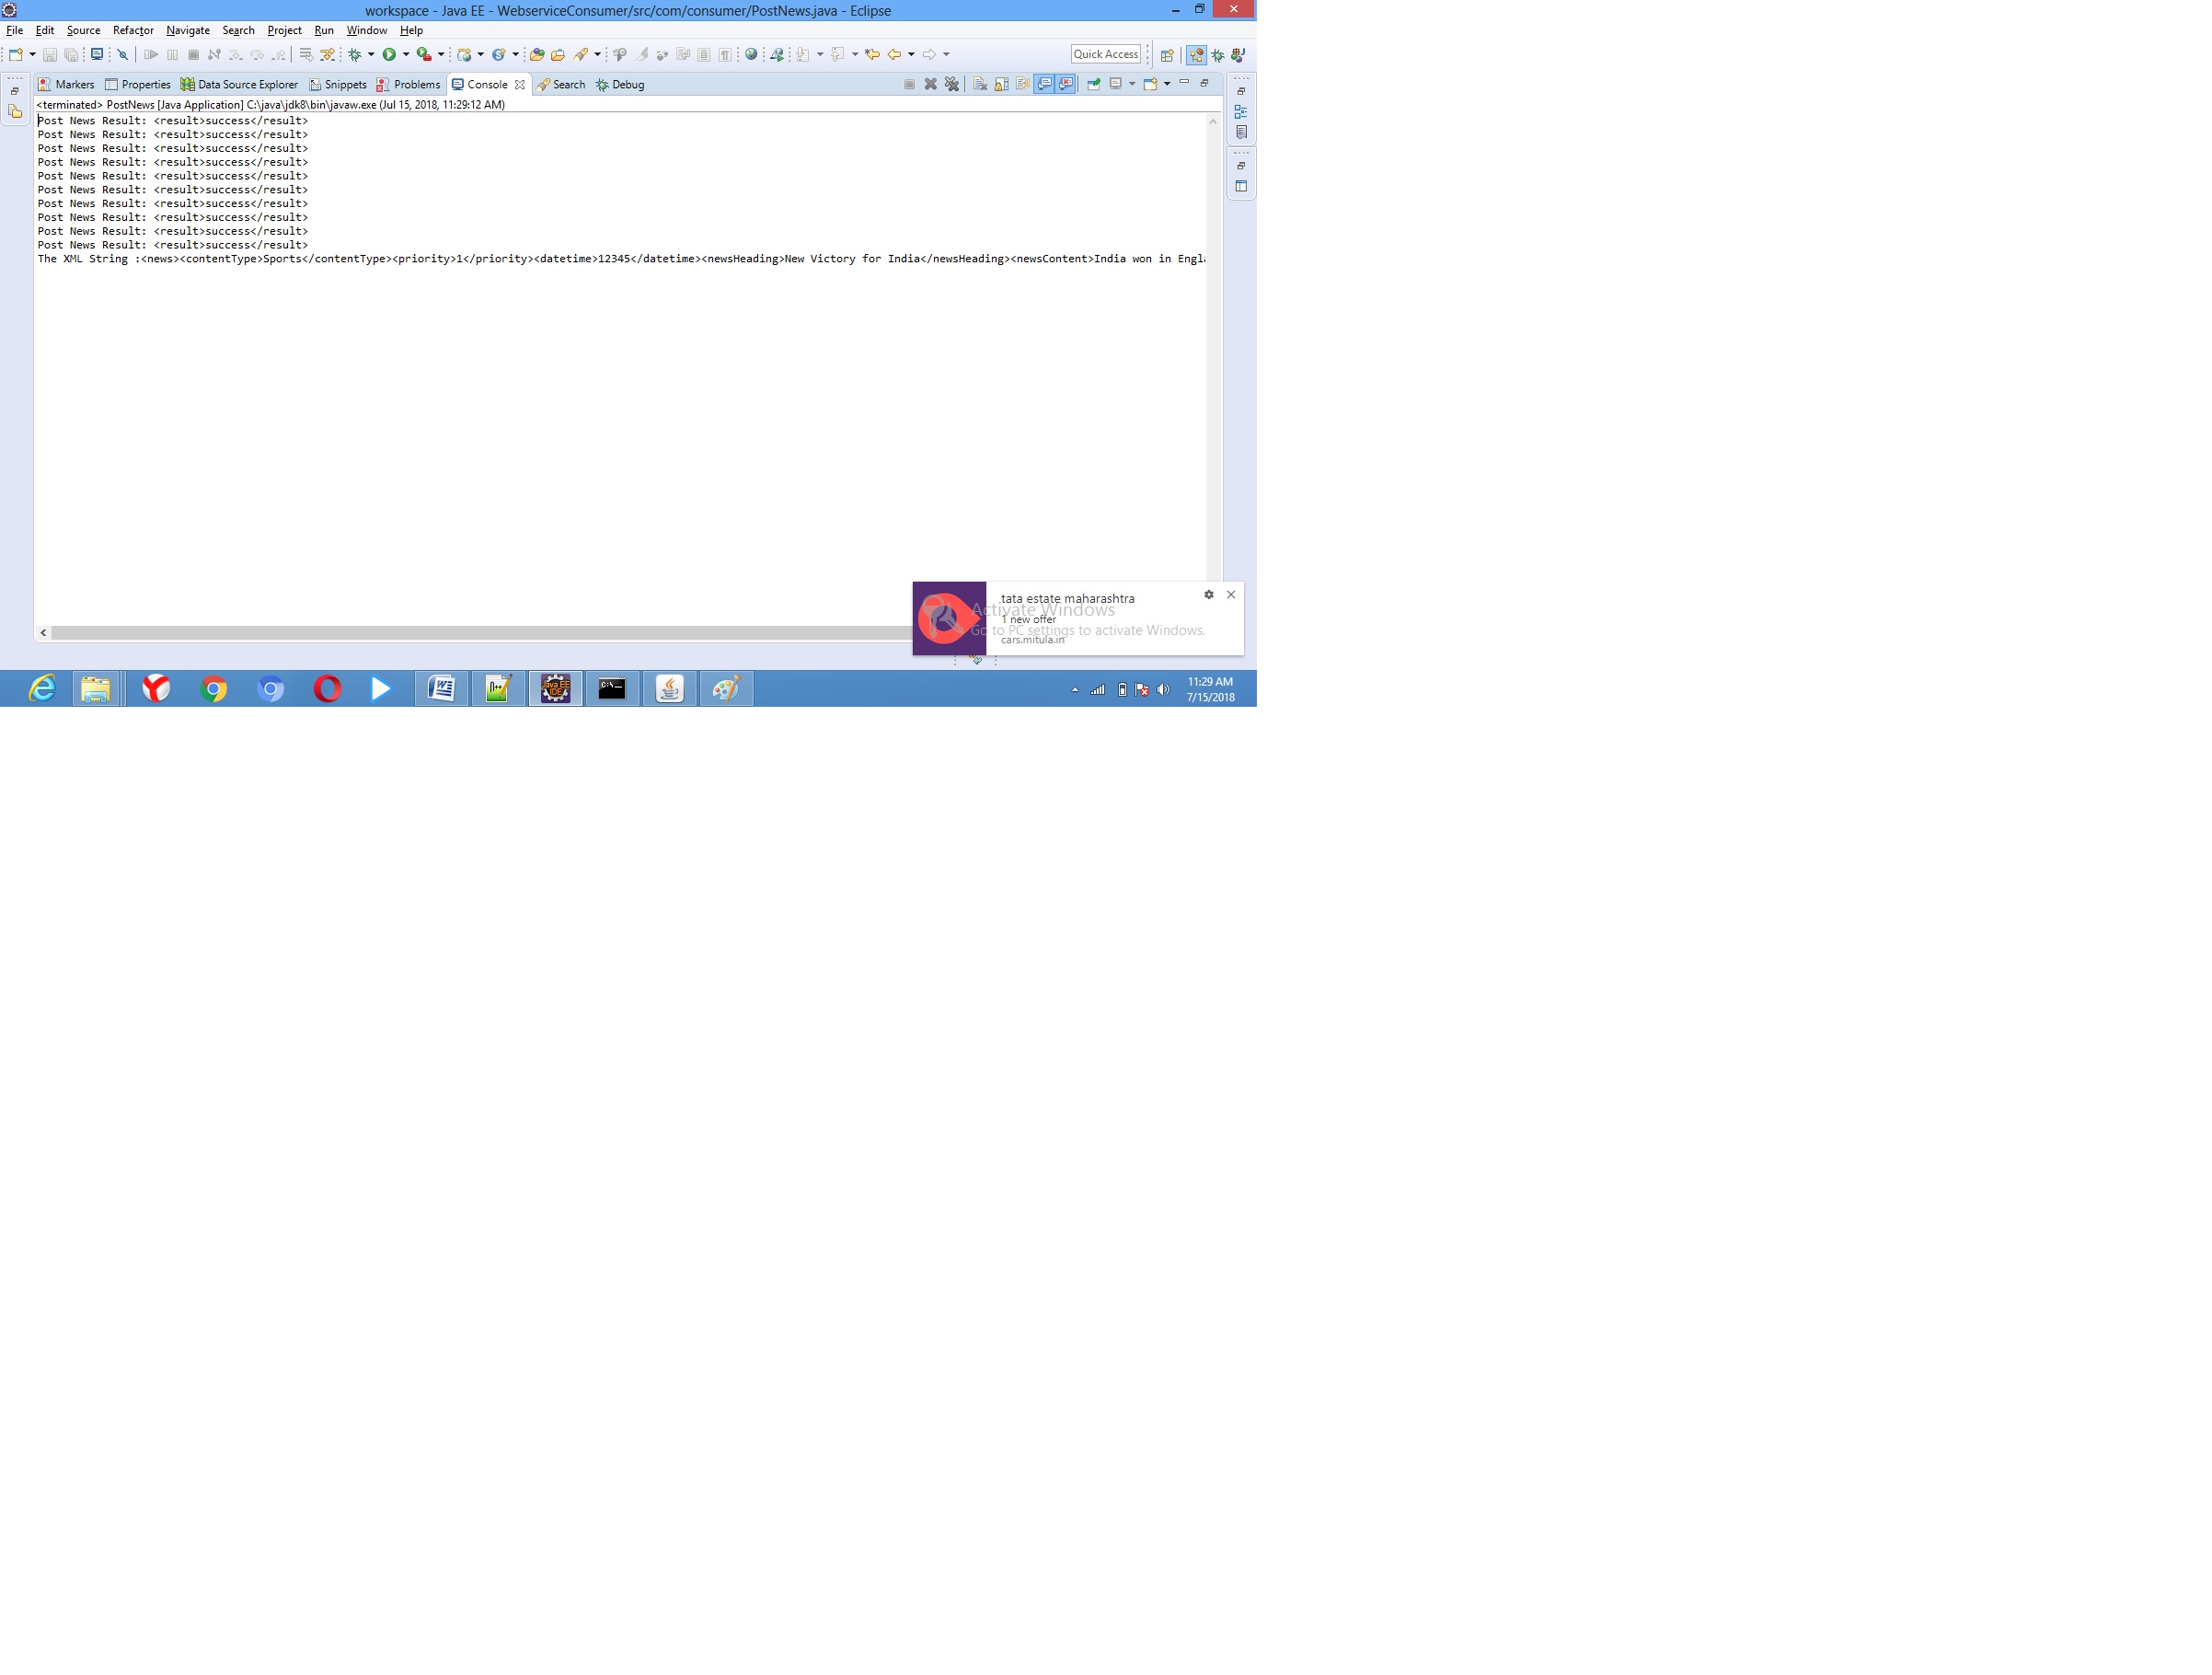 workspace - Java EE - WebserviceConsumer/src/com/consumer/PostNews.java - Eclipse
File Edit Source Refactor Navigate Search Project Run Window Help
Quick Access
Markers Properties Data Source Explorer Snippets Problems Console Search Debug
<terminated> PostNews [Java Application] C:\java\jdk8\bin\javaw.exe (Jul 15, 2018, 11:29:12 AM)
Post News Result: <result>success</result>
Post News Result: <result>success</result>
Post News Result: <result>success</result>
Post News Result: <result>success</result>
Post News Result: <result>success</result>
Post News Result: <result>success</result>
Post News Result: <result>success</result>
Post News Result: <result>success</result>
Post News Result: <result>success</result>
Post News Result: <result>success</result>
The XML String :<news><contentType>Sports</contentType><priority>1</priority><datetime>12345</datetime><newsHeading>New Victory for India</newsHeading><newsContent>India won in Engla
tata estate maharashtra
Activate Windows
1 new offer
Go to PC settings to activate Windows.
cars.mitula.in
11:29 AM
7/15/2018